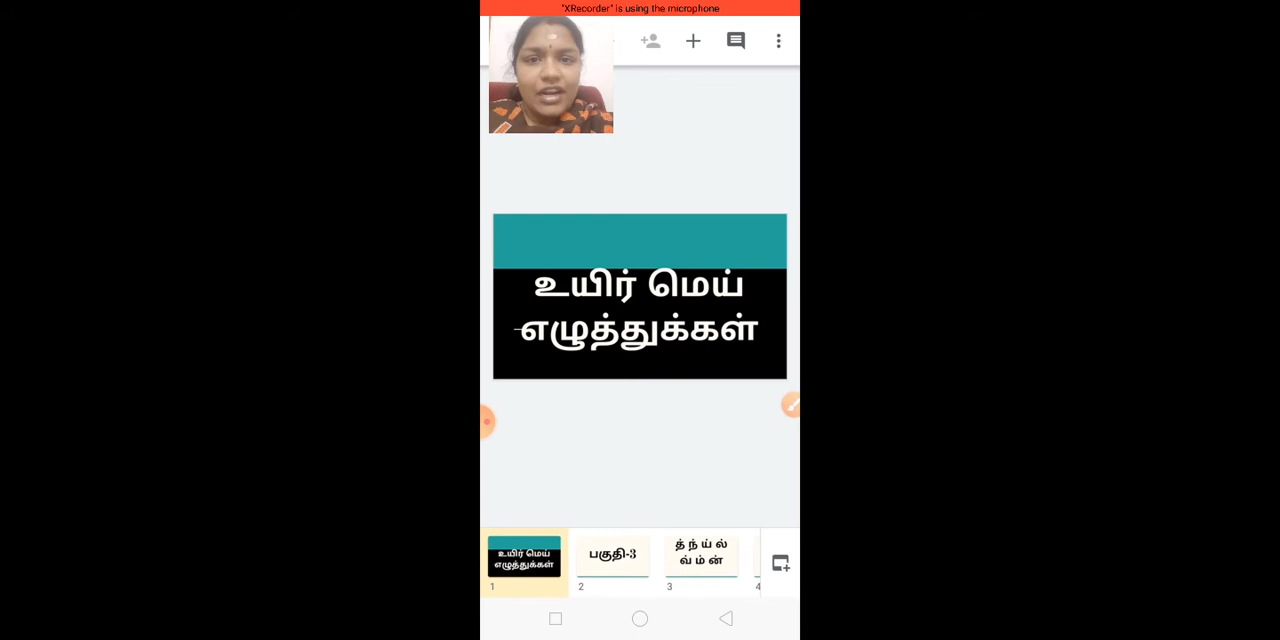 "XRecorder" is using the microphone
உயிர் மெய்
எழுத்துக்கள்
உயிர் மெய்
எழுத்துக்கள்
1
பகுதி-3
2
த் ந் ய் ல்
வ் ம் ன்
3
4